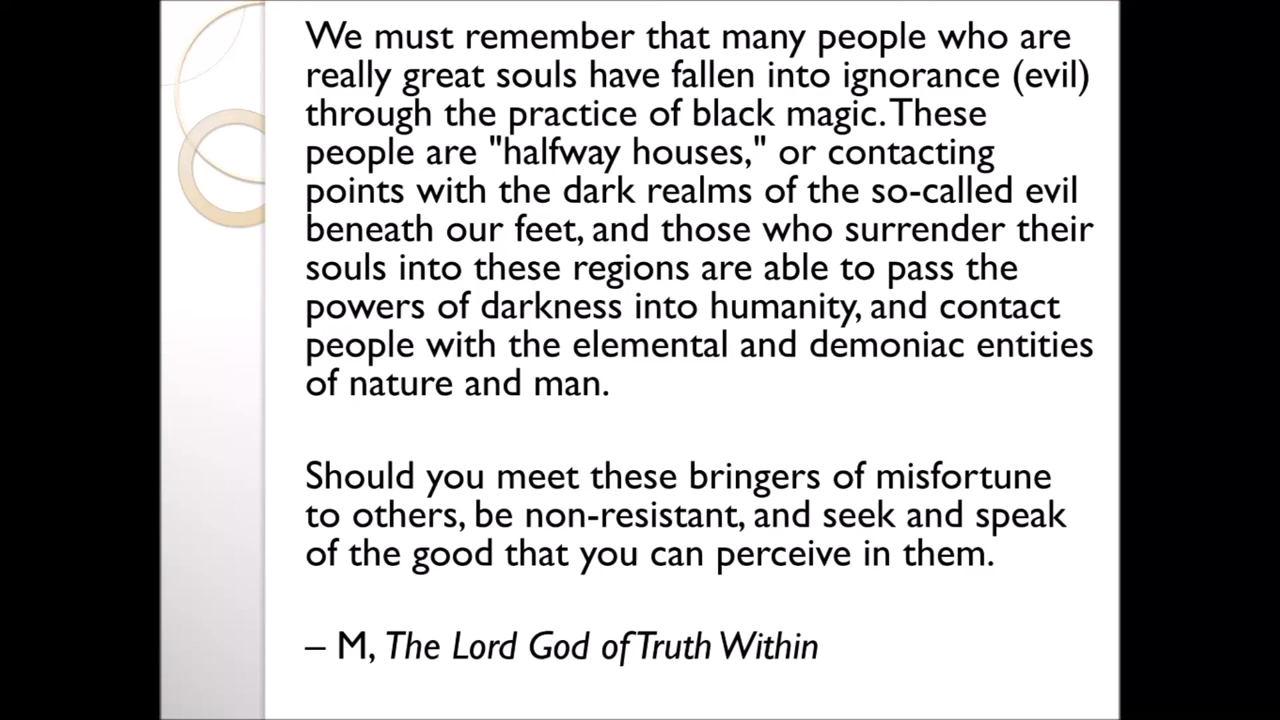 We must remember that many people who are
really great souls have fallen into ignorance (evil)
through the practice of black magic. These
people are "halfway houses," or contacting
points with the dark realms of the so-called evil
beneath our feet, and those who surrender their
souls into these regions are able to pass the
powers of darkness into humanity, and contact
people with the elemental and demoniac entities
of nature and man.
Should you meet these bringers of misfortune
to others, be non-resistant, and seek and speak
of the good that you can perceive in them.
– M, The Lord God of Truth Within